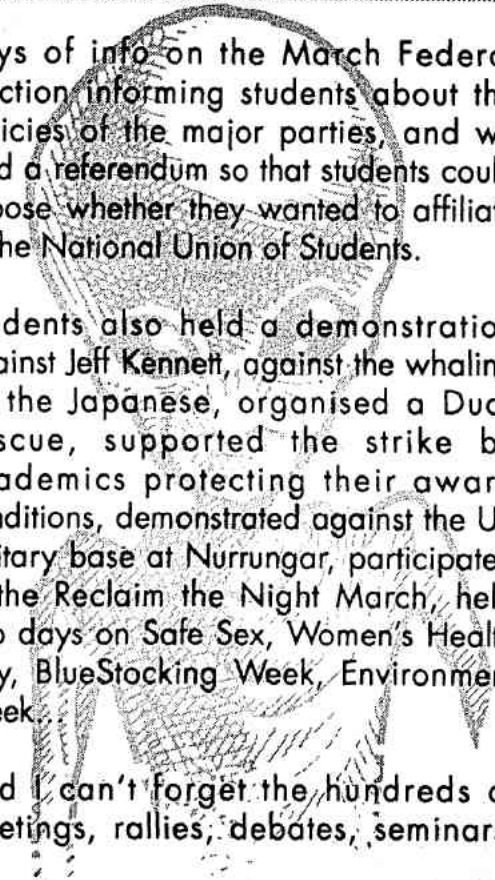 ys of info on the March Federa
ction informing students about th
icies of the major parties, and w
d a referendum so that students coul
oose whether they wanted to affiliat
he National Union of Students.
dents also held a demonstratio
ainst Jeff Kennett, against the whalin
the Japanese, organised a Duc
scue, supported the strike b
ademics protecting their awar
nditions, demonstrated against the U
itary base at Nurrungar, participate
the Reclaim the Night March, hel
o days on Safe Sex, Women's Healt
y, BlueStocking Week, Environmen
eek...
d I can't forget the hundreds o
etings, rallies, debates, seminars